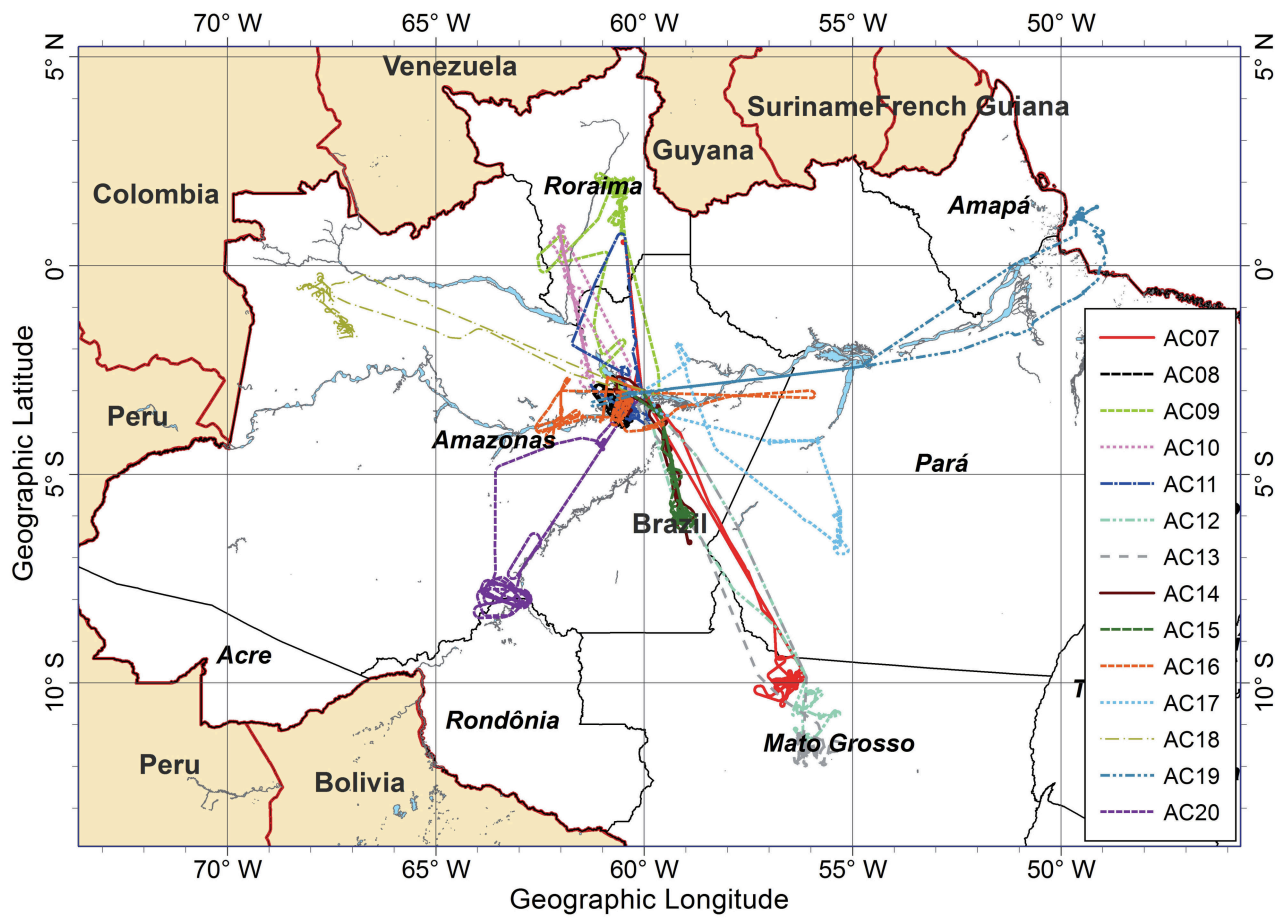 70° W 65° W 60° W 55° W 50° W
5° N
0°
5° S
10° S
Geographic Latitude
Venezuela
Suriname
French Guiana
Guyana
Colombia
Roraima
Amapá
Peru
Amazonas
Pará
Brazil
Acre
Rondônia
Mato Grosso
Peru
Bolivia
T
AC07
AC08
AC09
AC10
AC11
AC12
AC13
AC14
AC15
AC16
AC17
AC18
AC19
AC20
5° N
0°
5° S
10° S
70° W 65° W 60° W 55° W 50° W
Geographic Longitude